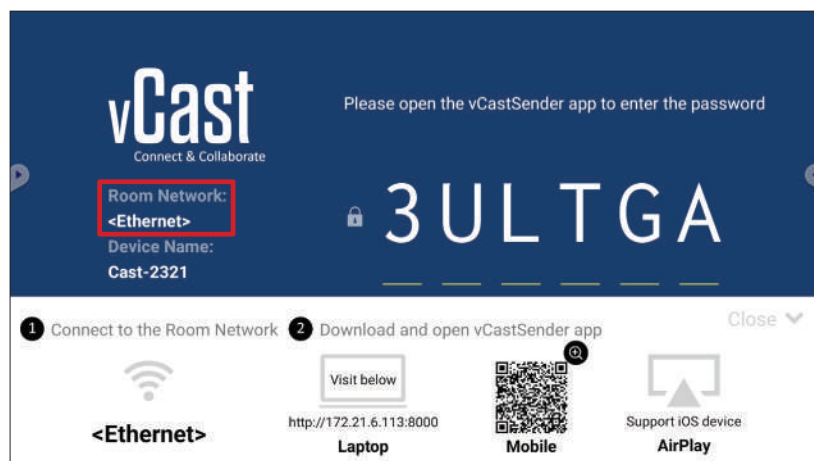 vCast
Connect & Collaborate
Please open the vCastSender app to enter the password
Room Network:
<Ethernet>
Device Name:
Cast-2321
3ULTGA
1 Connect to the Room Network
2 Download and open vCastSender app
Close
<Ethernet>
Visit below
http://172.21.6.113:8000
Laptop
Mobile
Support iOS device
AirPlay